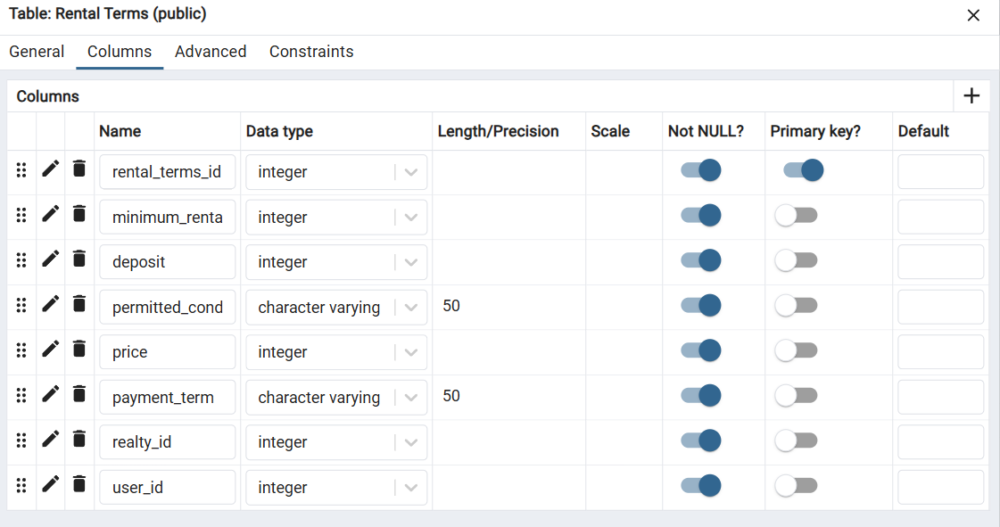 Table: Rental Terms (public)
General Columns Advanced Constraints
Columns
Name Data type Length/Precision Scale Not NULL? Primary key? Default
rental_terms_id integer
minimum_renta integer
deposit integer
permitted_cond character varying 50
price integer
payment_term character varying 50
realty_id integer
user_id integer